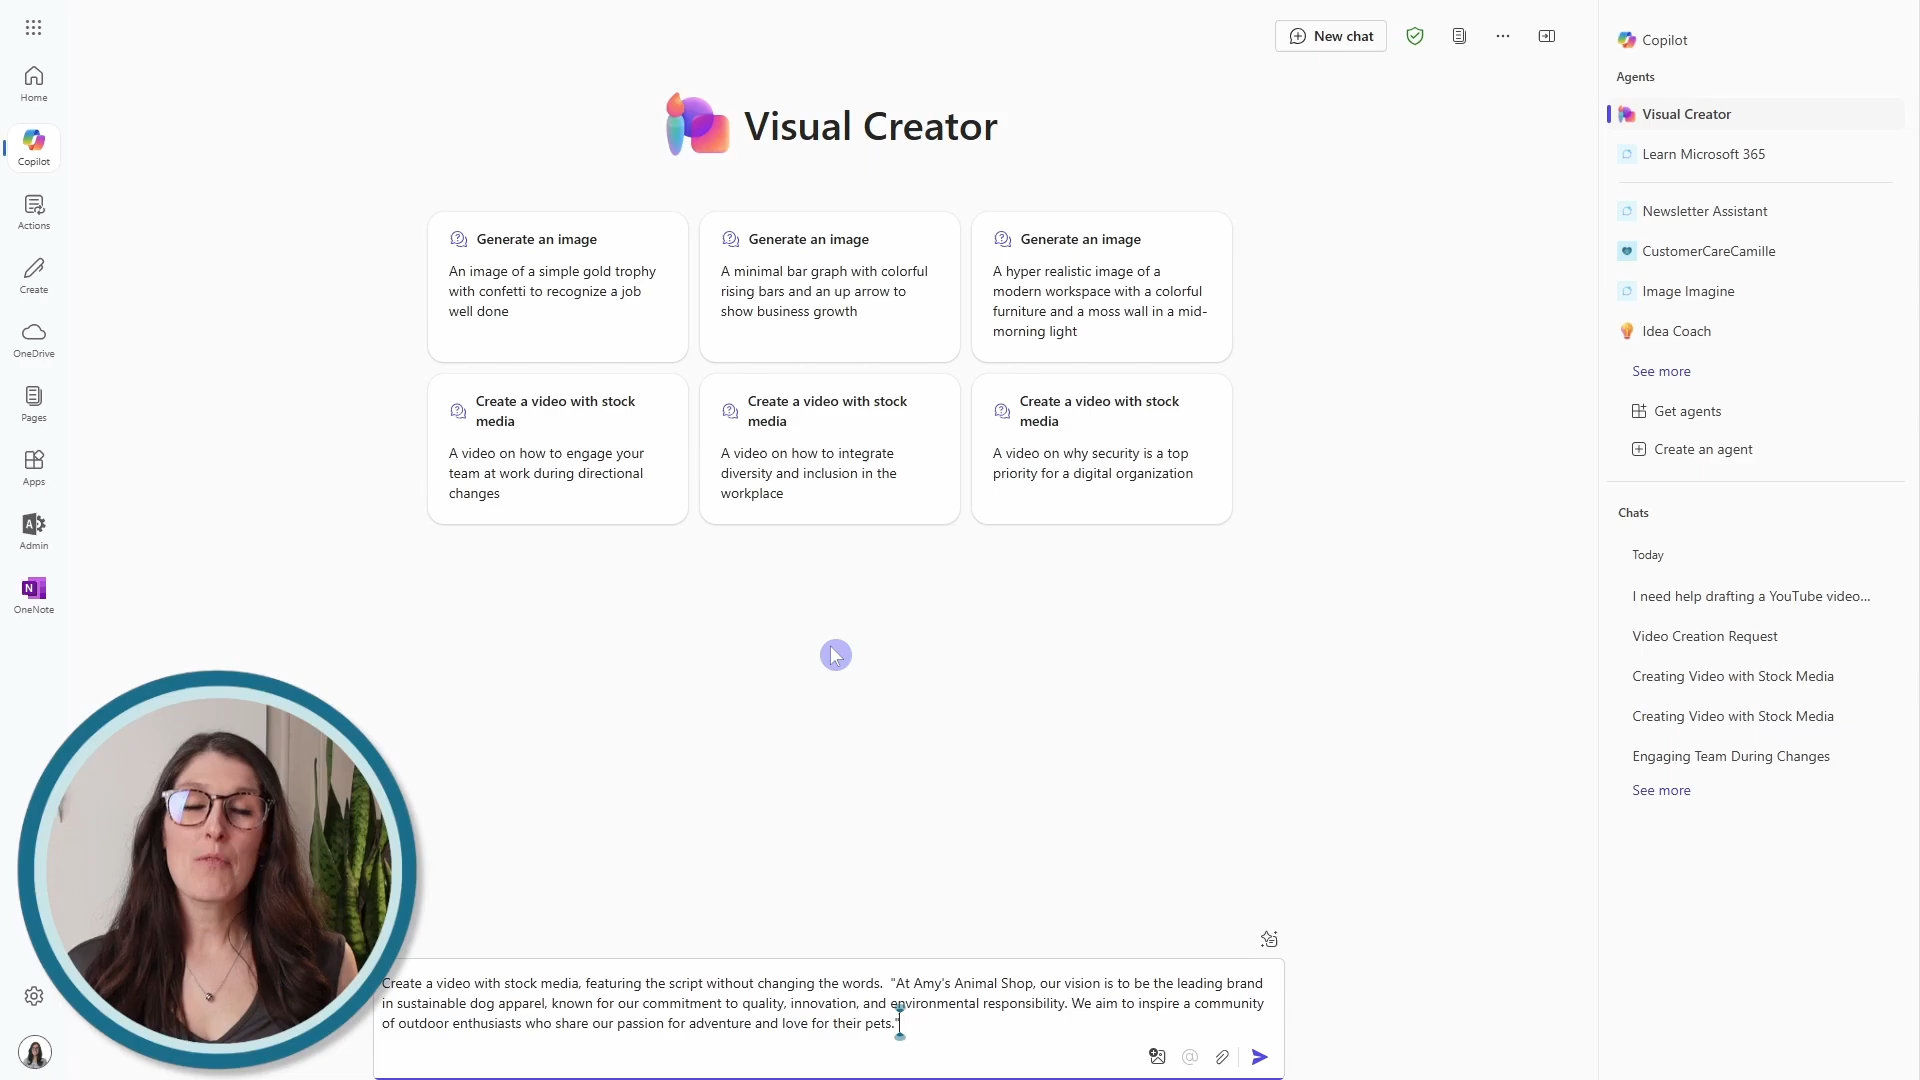 Home
Copilot
Actions
Create
OneDrive
Pages
Apps
A
Admin
N
OneNote
New chat
Visual Creator
Generate an image
An image of a simple gold trophy
with confetti to recognize a job
well done
Generate an image
A minimal bar graph with colorful
rising bars and an up arrow to
show business growth
Generate an image
A hyper realistic image of a
modern workspace with a colorful
furniture and a moss wall in a mid-
morning light
Create a video with stock
media
A video on how to engage your
team at work during directional
changes
Create a video with stock
media
A video on how to integrate
diversity and inclusion in the
workplace
Create a video with stock
media
A video on why security is a top
priority for a digital organization
Create a video with stock media, featuring the script without changing the words.  "At Amy's Animal Shop, our vision is to be the leading brand
in sustainable dog apparel, known for our commitment to quality, innovation, and environmental responsibility. We aim to inspire a community
of outdoor enthusiasts who share our passion for adventure and love for their pets."
Copilot
Agents
Visual Creator
Learn Microsoft 365
Newsletter Assistant
CustomerCareCamille
Image Imagine
Idea Coach
See more
Get agents
Create an agent
Chats
Today
I need help drafting a YouTube video...
Video Creation Request
Creating Video with Stock Media
Creating Video with Stock Media
Engaging Team During Changes
See more